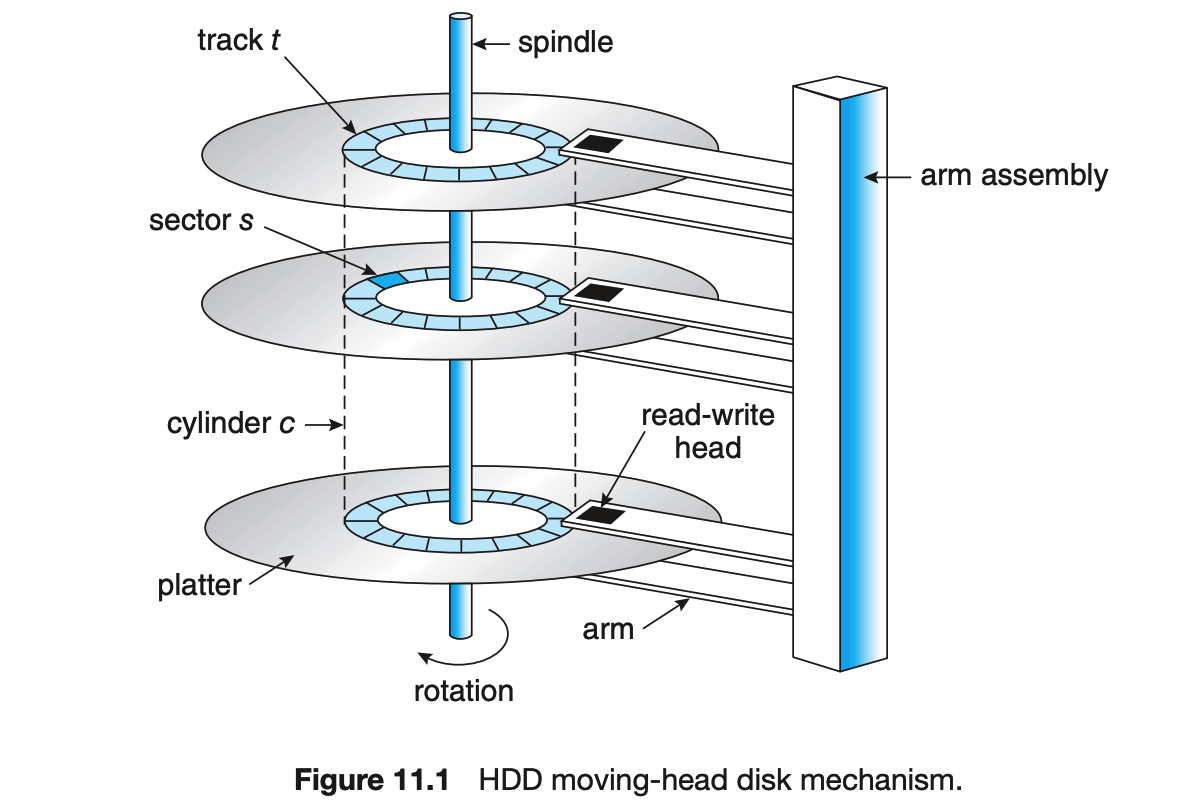 track t
spindle
arm assembly
sector s
cylinder c
read-write
head
platter
arm
rotation
Figure 11.1 HDD moving-head disk mechanism.